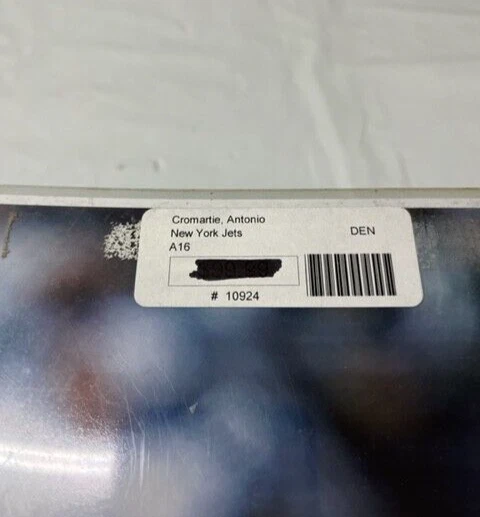 Cromartie, Antonio
New York Jets
DEN
A16
# 10924